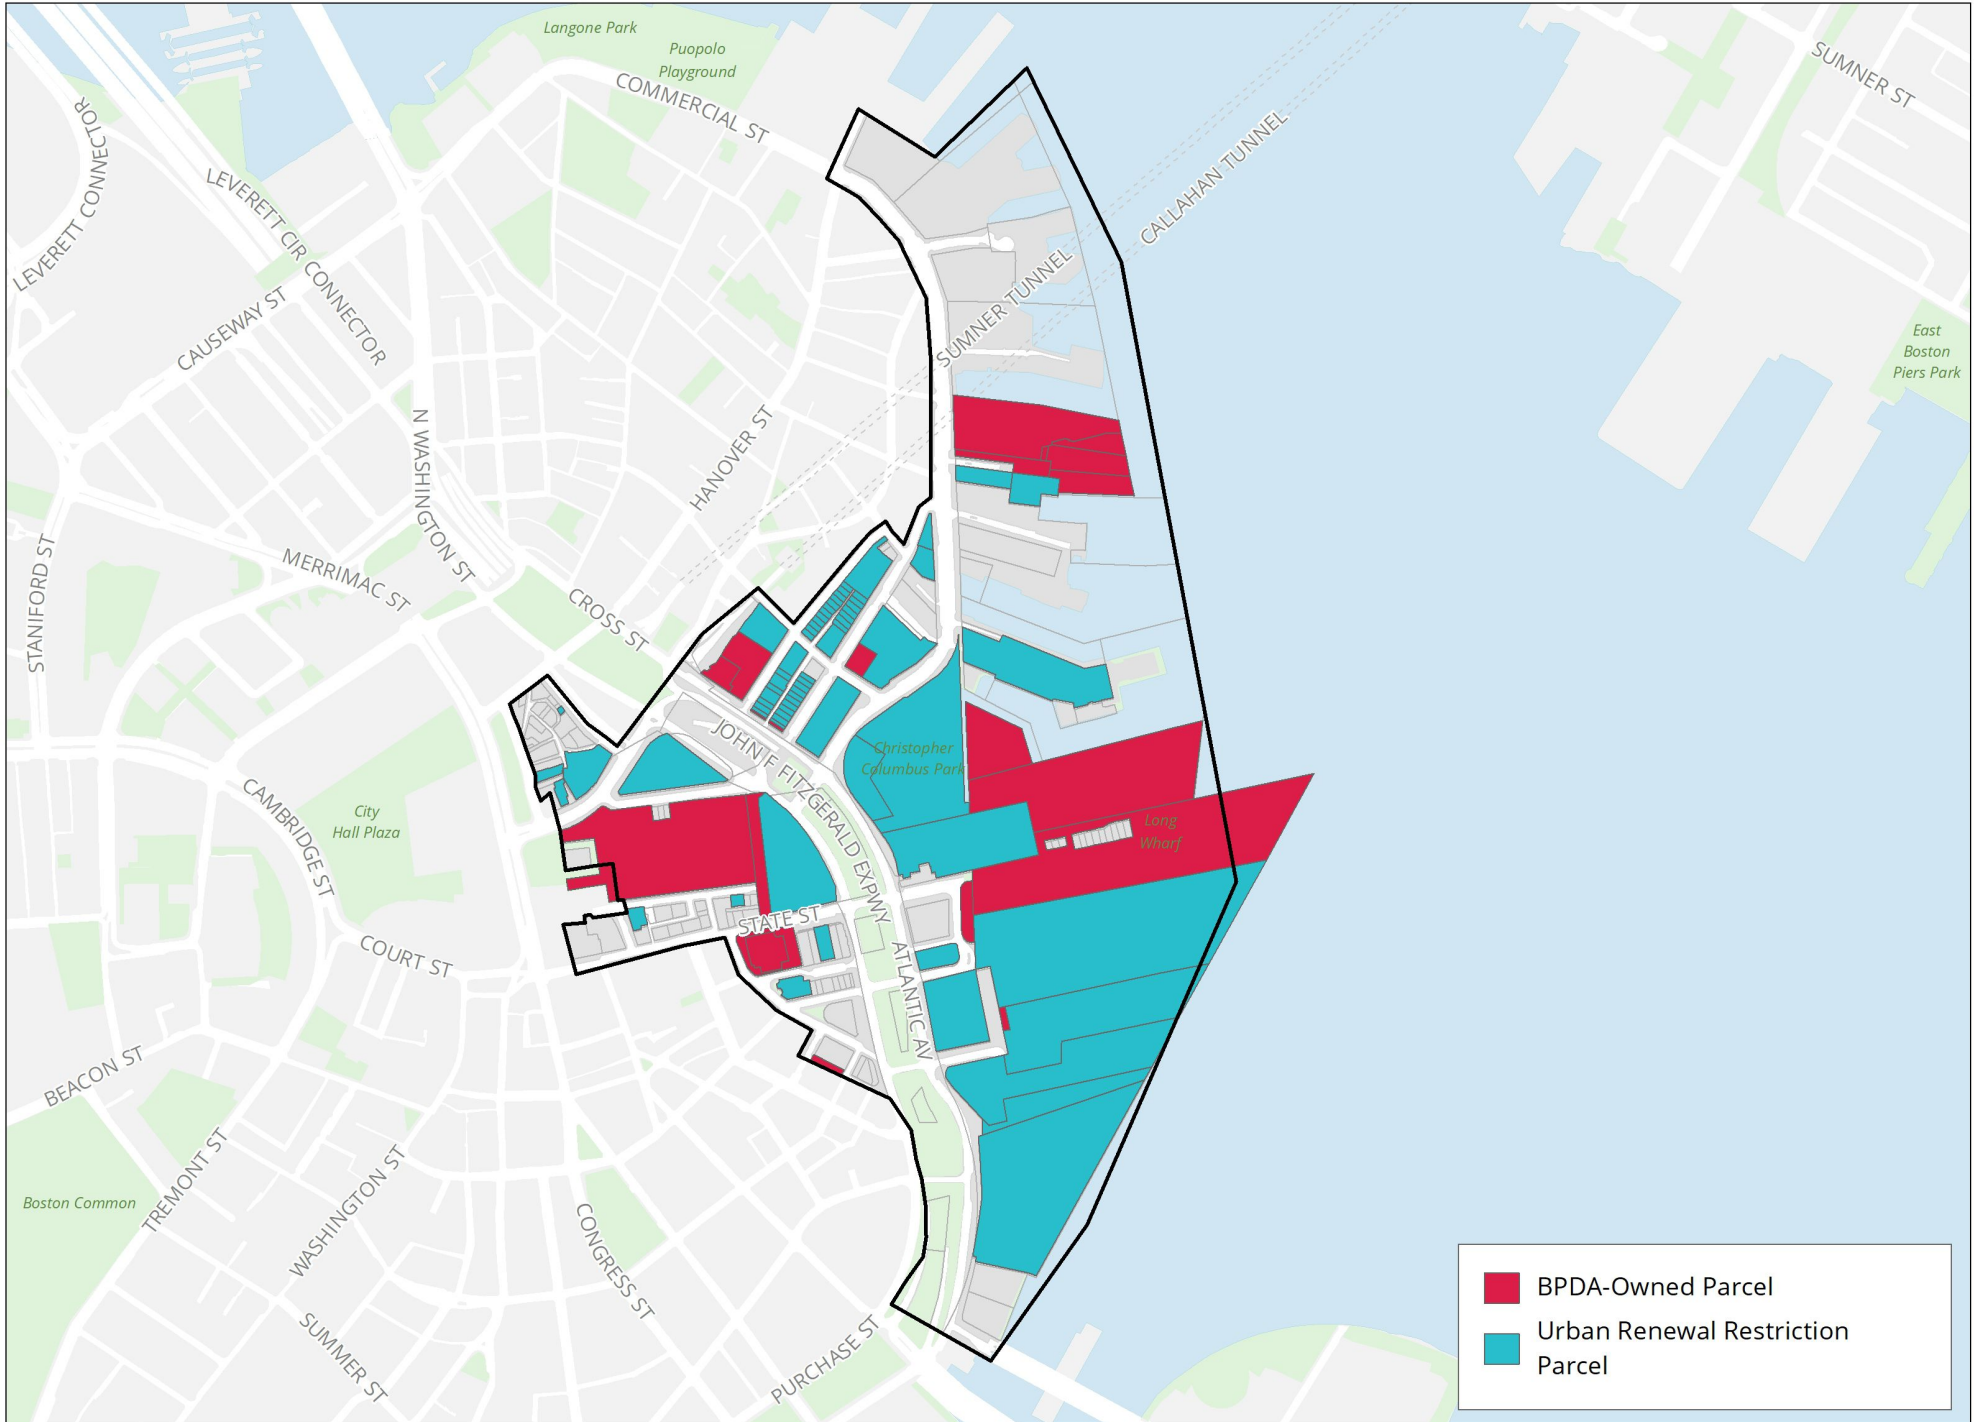 Langone Park
Puopolo
Playground
COMMERCIAL ST
SUMNER ST
LEVERETT CONNECTOR
LEVERETT CIR CONNECTOR
CALLAHAN TUNNEL
SUMNER TUNNEL
CAUSEWAY ST
East
Boston
Piers Park
N WASHINGTON ST
HANOVER ST
STANIFORD ST
MERRIMAC ST
CROSS ST
JOHN F FITZGERALD EXPWY
Christopher
Columbus Park
CAMBRIDGE ST
City
Hall Plaza
Long
Wharf
STATE ST
COURT ST
ATLANTIC AV
BEACON ST
TREMONT ST
Boston Common
WASHINGTON ST
CONGRESS ST
SUMMER ST
PURCHASE ST
BPDA-Owned Parcel
Urban Renewal Restriction
Parcel